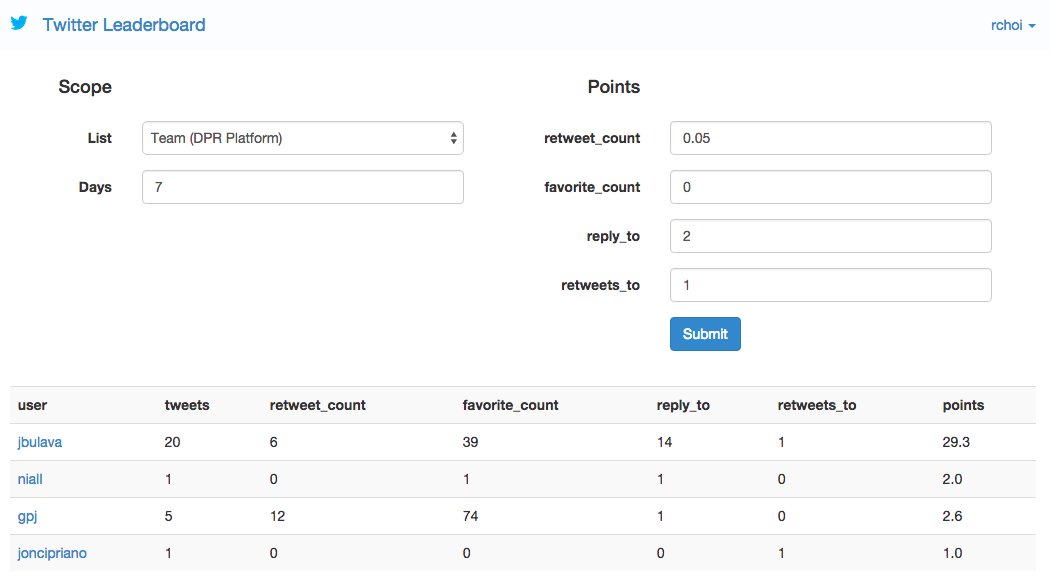 Twitter Leaderboard
rchoi
Scope
List Team (DPR Platform)
Days 7
Points
retweet_count 0.05
favorite_count 0
reply_to 2
retweets_to 1
Submit
user tweets retweet_count favorite_count reply_to retweets_to points
jbulava 20 6 39 14 1 29.3
niall 1 0 1 1 0 2.0
gpj 5 12 74 1 0 2.6
joncipriano 1 0 0 0 1 1.0